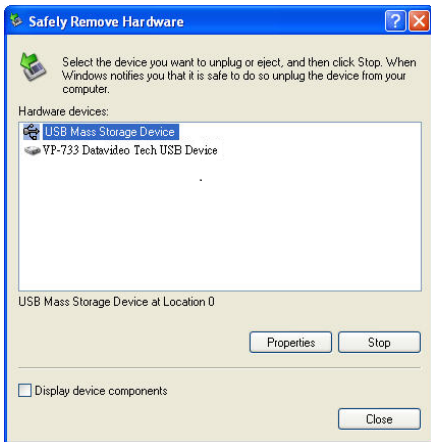 Safely Remove Hardware
Select the device you want to unplug or eject, and then click Stop. When
Windows notifies you that it is safe to do so unplug the device from your
computer.
Hardware devices:
USB Mass Storage Device
VP-733 Datavideo Tech USB Device
USB Mass Storage Device at Location 0
Properties
Stop
Display device components
Close